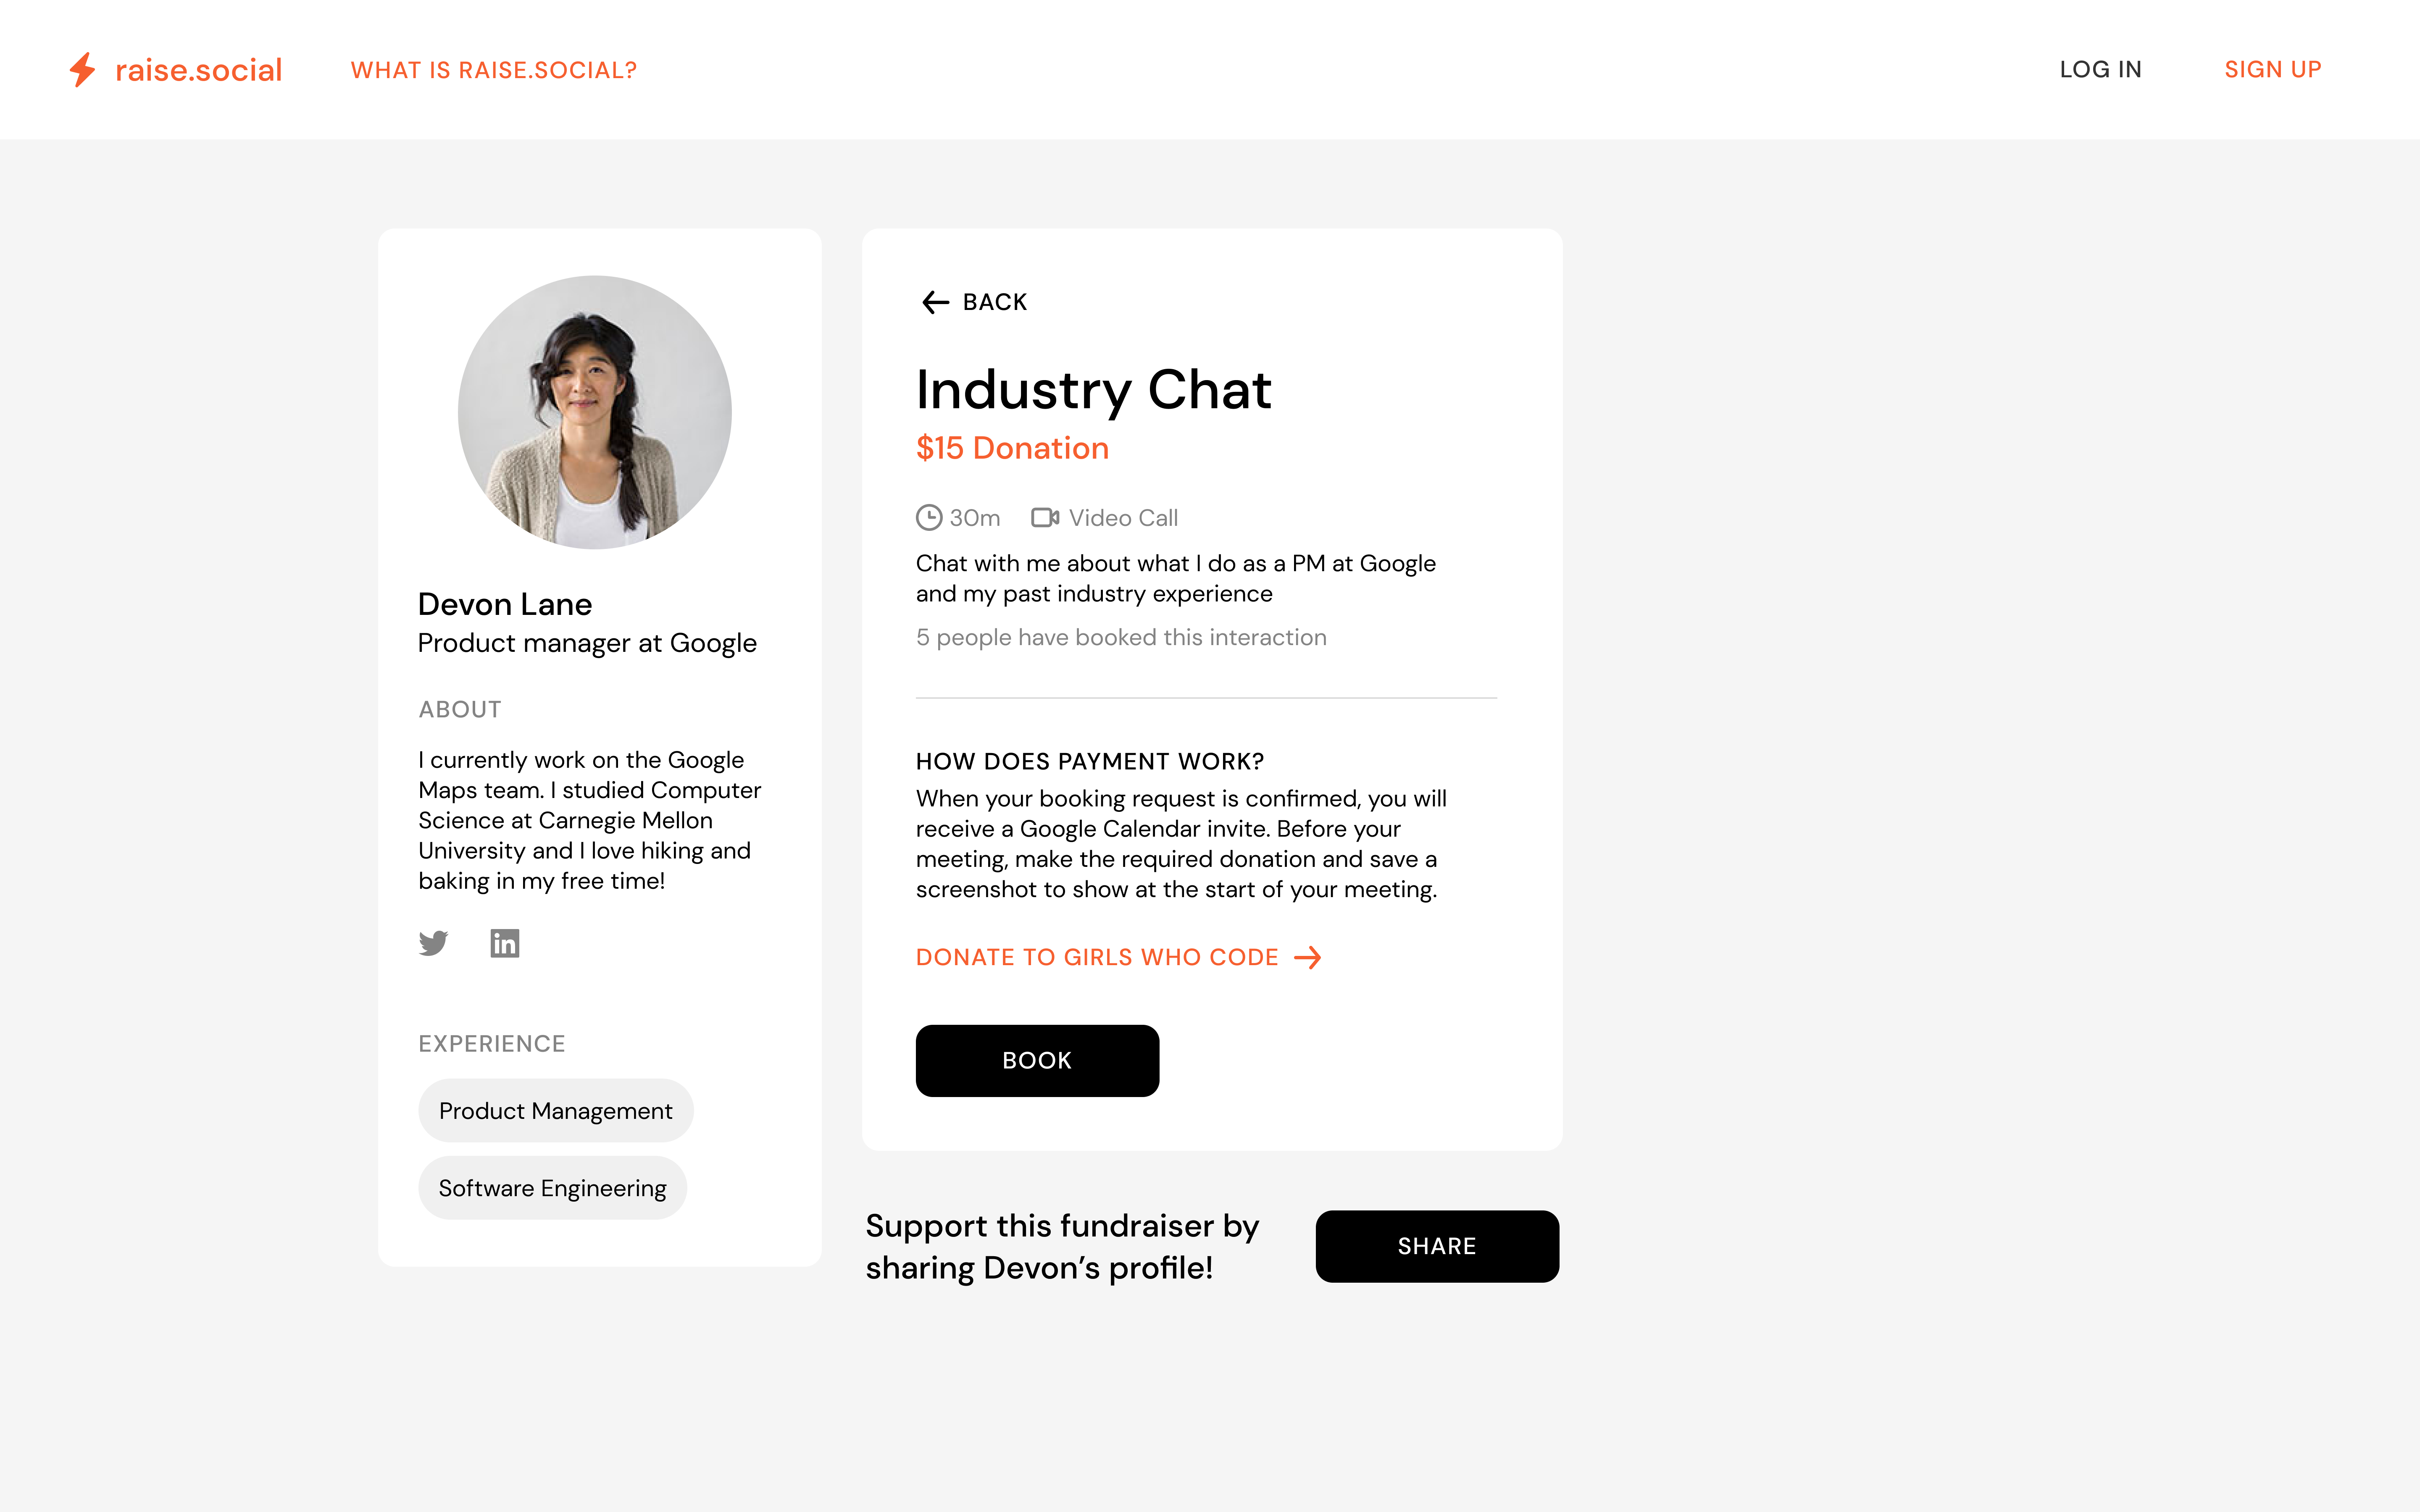 raise.social
WHAT IS RAISE.SOCIAL?
LOG IN
SIGN UP
Devon Lane
Product manager at Google
ABOUT
I currently work on the Google
Maps team. I studied Computer
Science at Carnegie Mellon
University and I love hiking and
baking in my free time!
in
EXPERIENCE
Product Management
Software Engineering
BACK
Industry Chat
$15 Donation
30m
Video Call
Chat with me about what I do as a PM at Google
and my past industry experience
5 people have booked this interaction
HOW DOES PAYMENT WORK?
When your booking request is confirmed, you will
receive a Google Calendar invite. Before your
meeting, make the required donation and save a
screenshot to show at the start of your meeting.
DONATE TO GIRLS WHO CODE
BOOK
Support this fundraiser by
sharing Devon’s profile!
SHARE